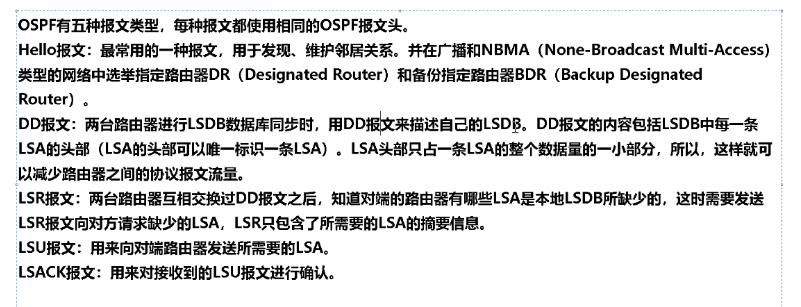 OSPF有五种报文类型，每种报文都使用相同的OSPF报文头。
Hello报文：最常用的一种报文，用于发现、维护邻居关系。并在广播和NBMA（None-Broadcast Multi-Access）
类型的网络中选举指定路由器DR（Designated Router）和备份指定路由器BDR（Backup Designated
Router）。
DD报文：两台路由器进行LSDB数据库同步时，用DD报文来描述自己的LSDB。DD报文的内容包括LSDB中每一条
LSA的头部（LSA的头部可以唯一标识一条LSA）。LSA头部只占一条LSA的整个数据量的一小部分，所以，这样就可
以减少路由器之间的协议报文流量。
LSR报文：两台路由器互相交换过DD报文之后，知道对端的路由器有哪些LSA是本地LSDB所缺少的，这时需要发送
LSR报文向对方请求缺少的LSA，LSR只包含了所需要的LSA的摘要信息。
LSU报文：用来向对端路由器发送所需要的LSA。
LSACK报文：用来对接收到的LSU报文进行确认。